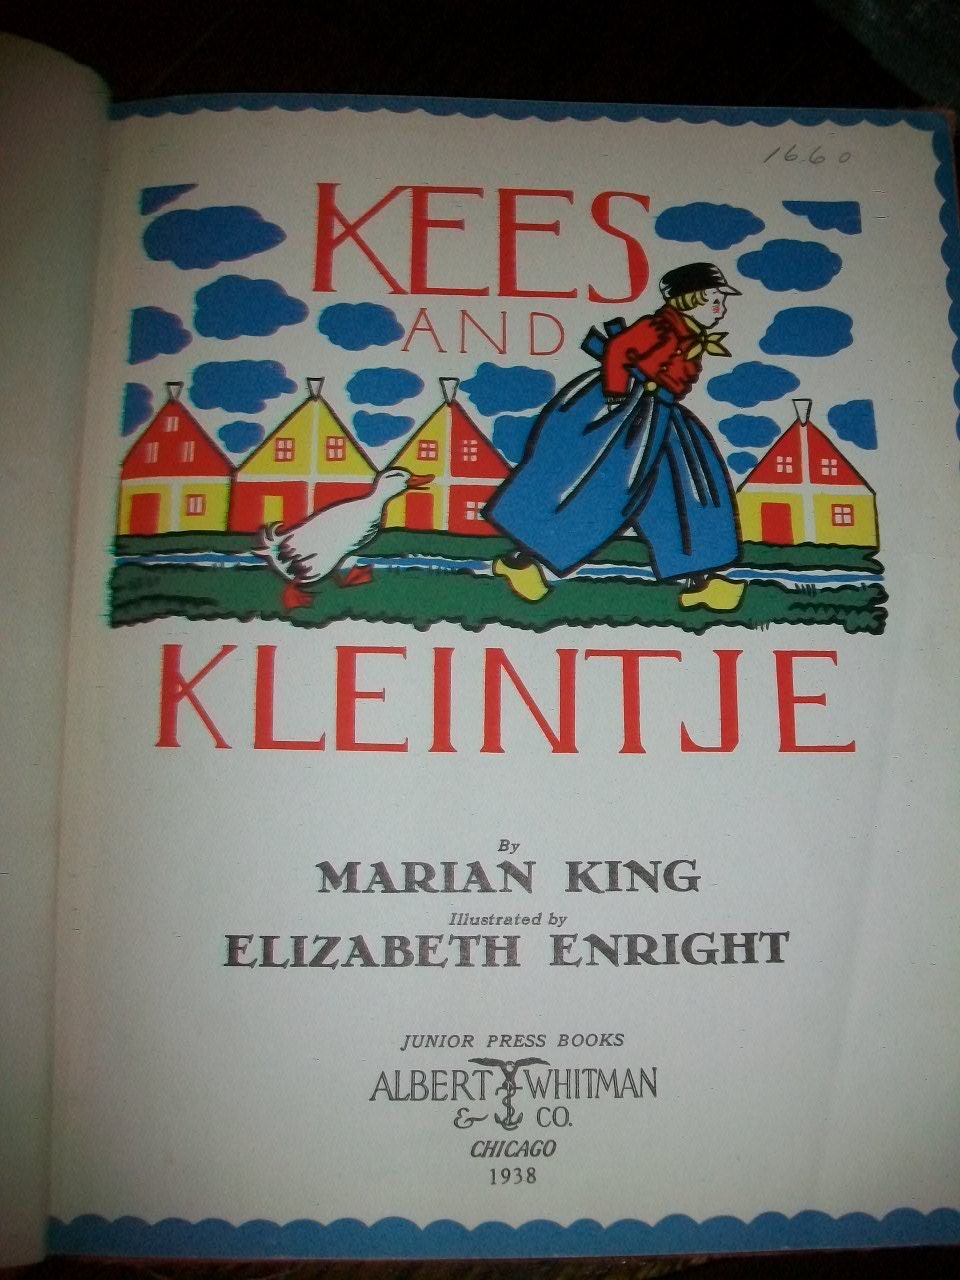 1660
KEES
AND
KLEINTJE
By
MARIAN KING
Illustrated by
ELIZABETH ENRIGHT
JUNIOR PRESS BOOKS
ALBERT WHITMAN
& CO.
CHICAGO
1938